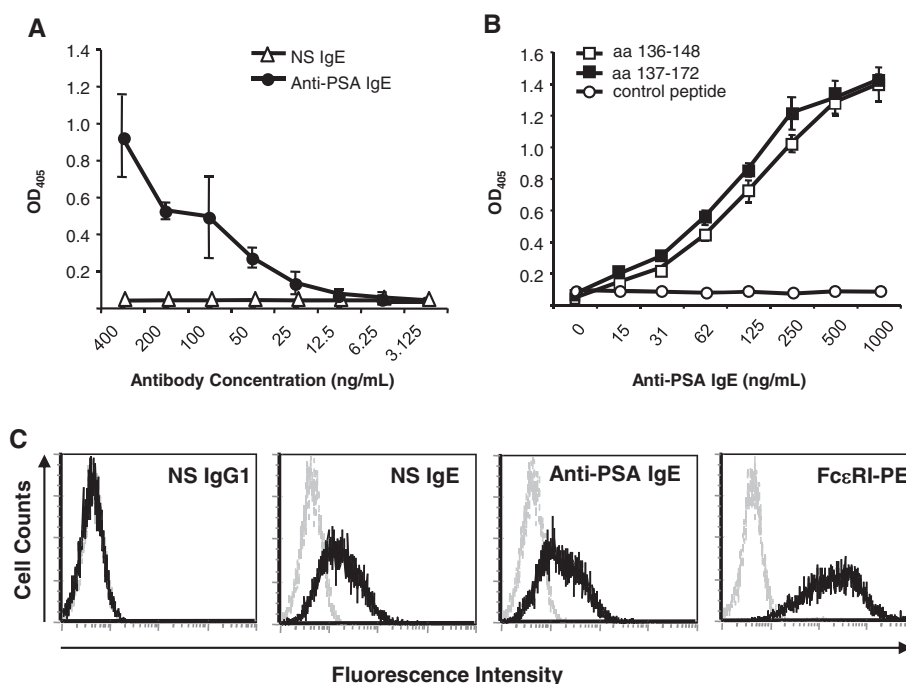 A
NS IgE
Anti-PSA IgE
OD405
1.4
1.2
1.0
0.8
0.6
0.4
0.2
400
200
100
50
25
12.5
6.25
3.125
Antibody Concentration (ng/mL)
B
aa 136-148
aa 137-172
control peptide
OD405
1.6
1.4
1.2
1.0
0.8
0.6
0.4
0.2
0
15
31
62
125
250
500
1000
Anti-PSA IgE (ng/mL)
C
Cell Counts
NS IgG1
NS IgE
Anti-PSA IgE
FcεRI-PE
Fluorescence Intensity